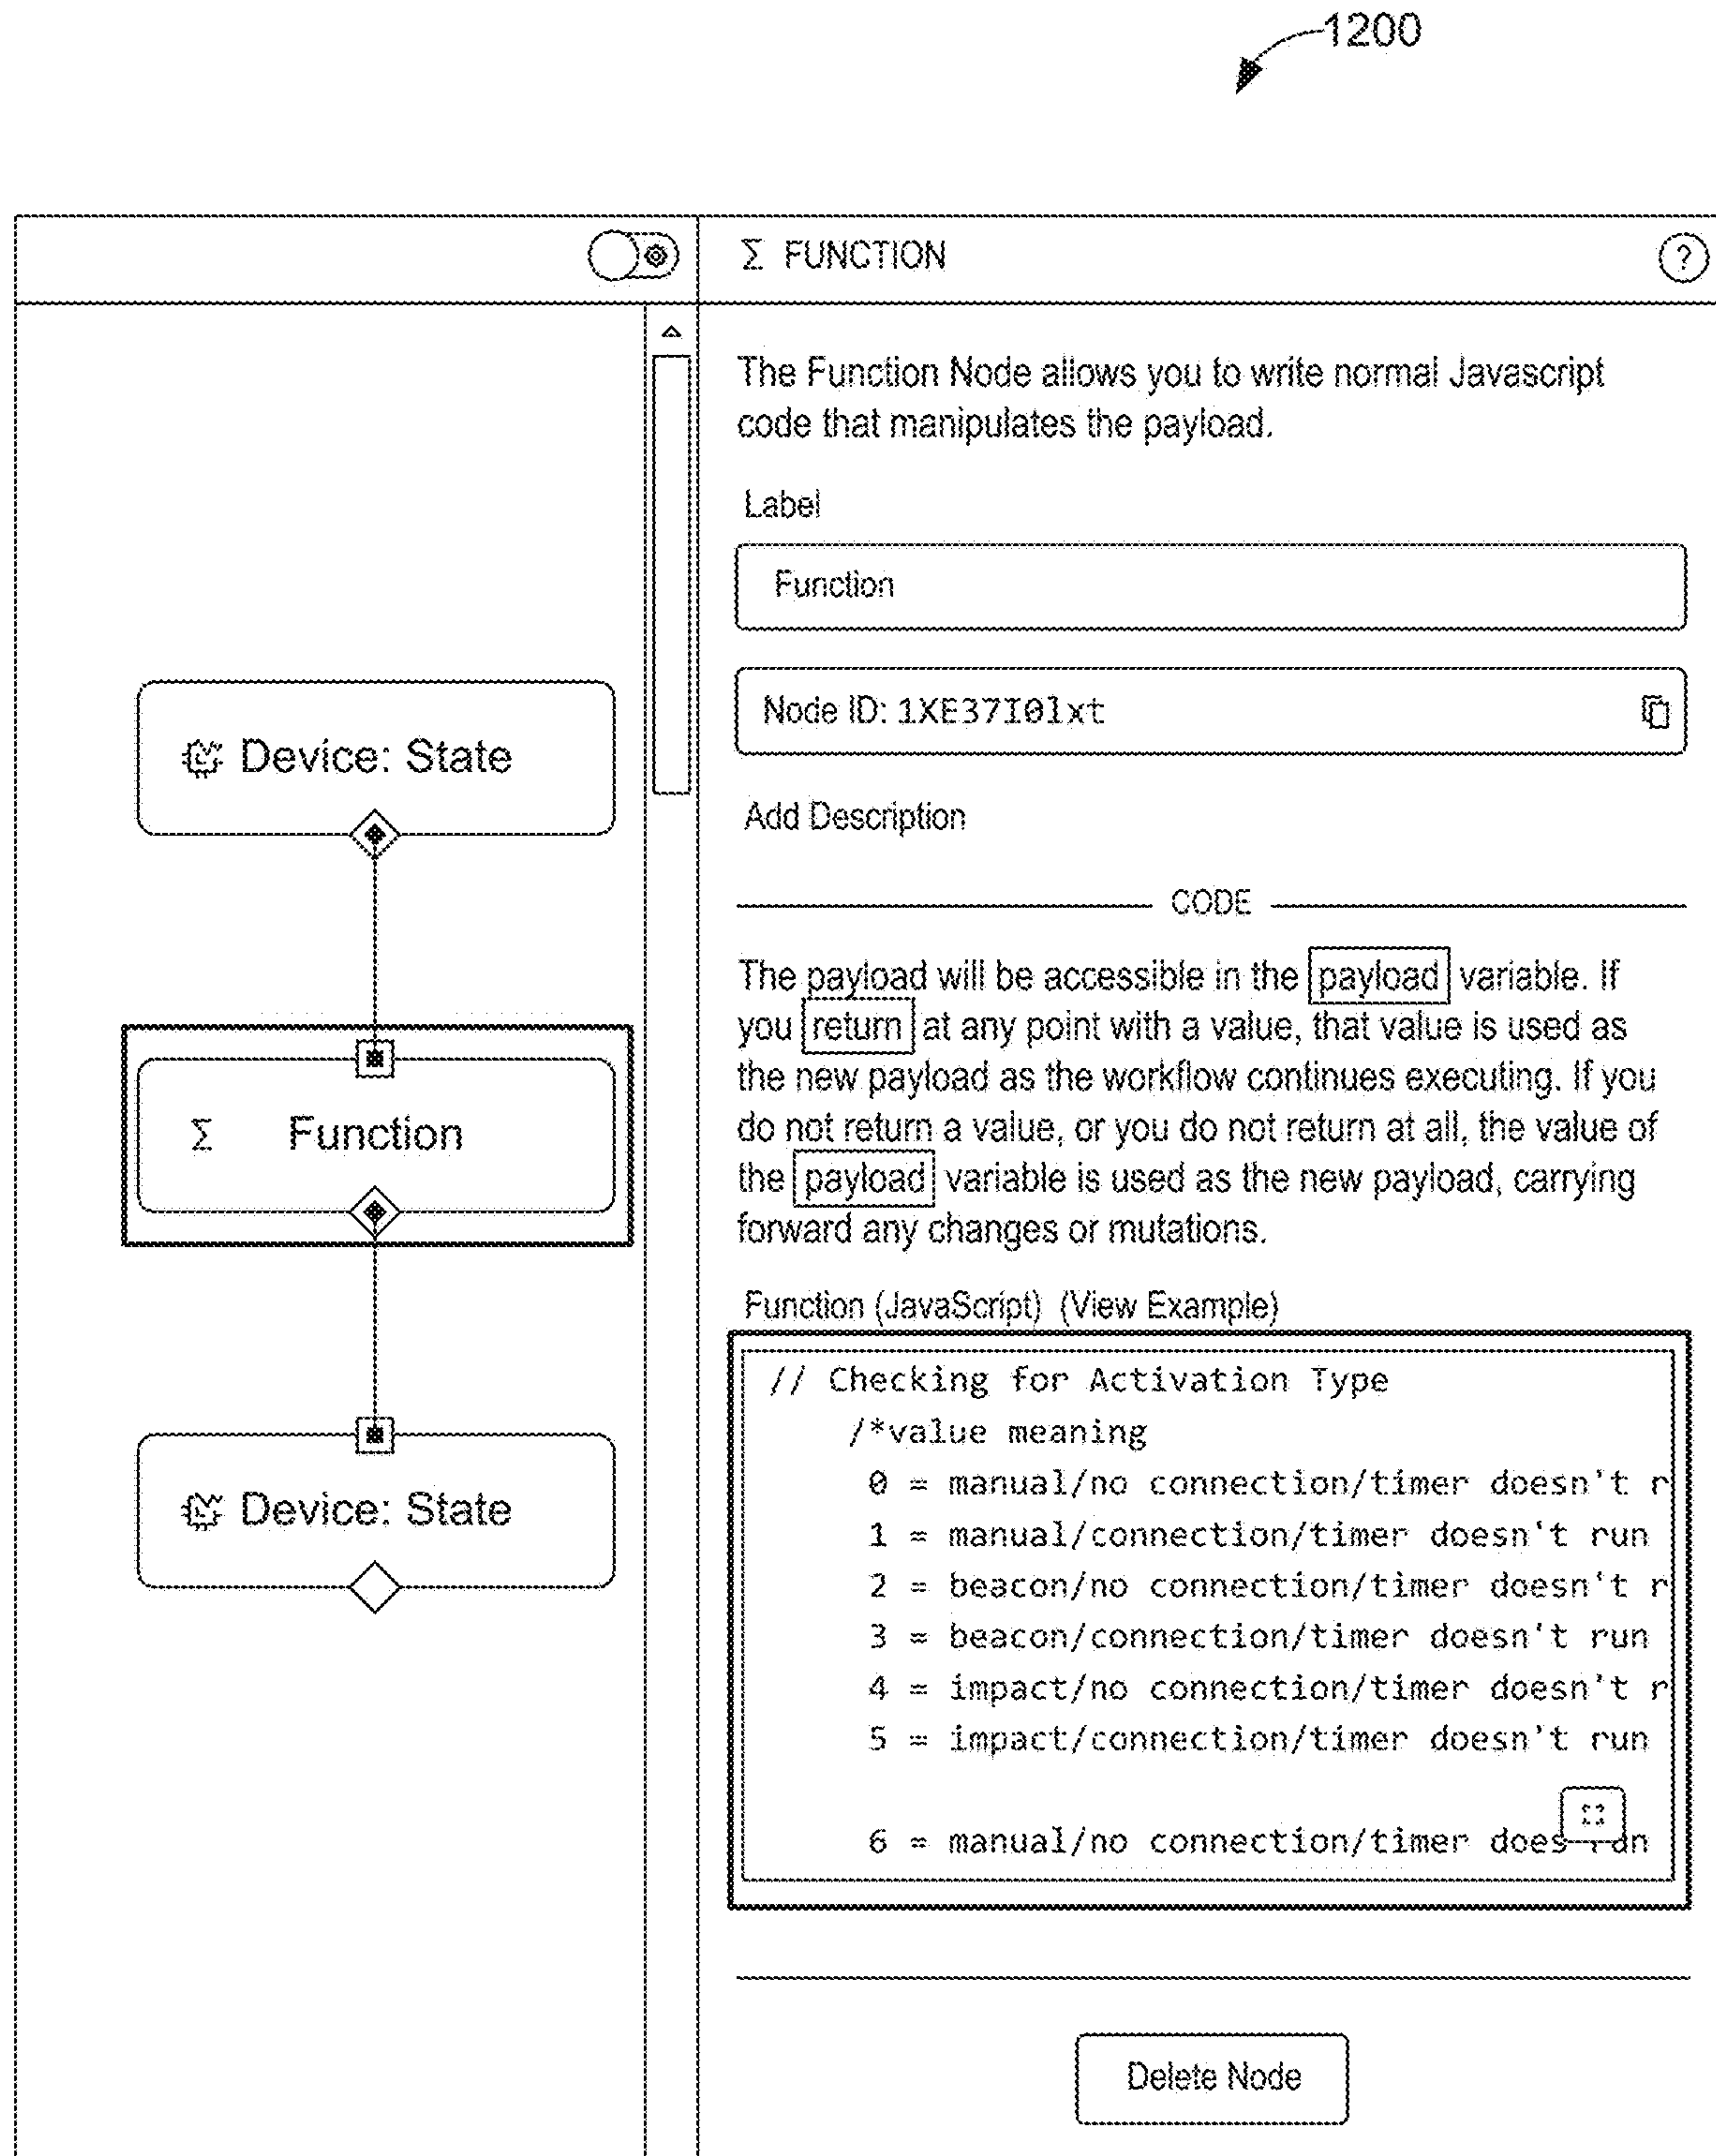 1200
Σ FUNCTION
?
The Function Node allows you to write normal Javascript
code that manipulates the payload.
Label
Function
Node ID: 1XE37I0lxt
Add Description
CODE
The payload will be accessible in the payload variable. If
you return at any point with a value, that value is used as
the new payload as the workflow continues executing. If you
do not return a value, or you do not return at all, the value of
the payload variable is used as the new payload, carrying
forward any changes or mutations.
Function (JavaScript) (View Example)
// Checking for Activation Type
/*value meaning
0 = manual/no connection/timer doesn't r
1 = manual/connection/timer doesn't run
2 = beacon/no connection/timer doesn't r
3 = beacon/connection/timer doesn't run
4 = impact/no connection/timer doesn't r
5 = impact/connection/timer doesn't run
6 = manual/no connection/timer does
Delete Node
Device: State
Σ Function
Device: State